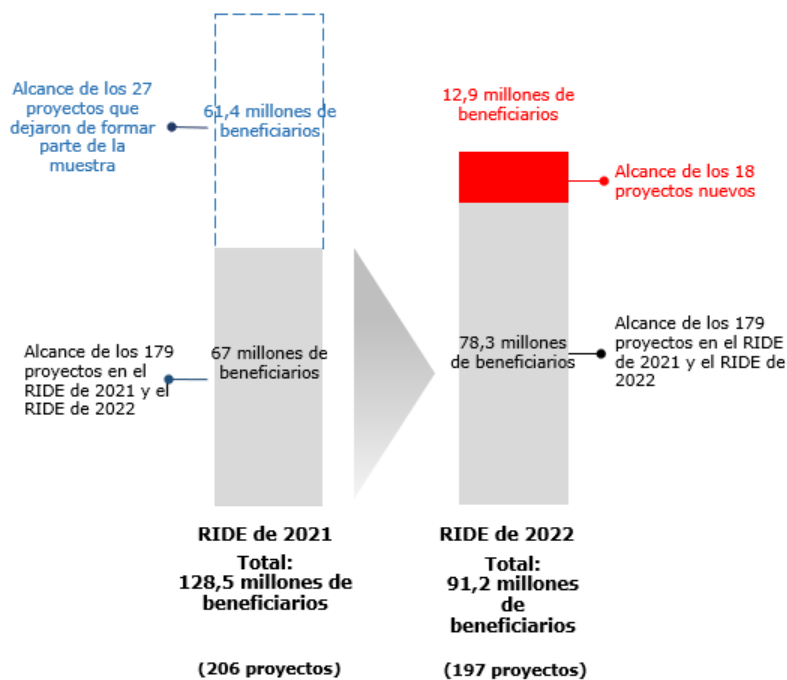 Alcance de los 27
proyectos que
dejaron de formar
parte de la
muestra
61,4 millones de
beneficiarios
12,9 millones de
beneficiarios
Alcance de los 18
proyectos nuevos
Alcance de los 179
proyectos en el
RIDE de 2021 y el
RIDE de 2022
67 millones de
beneficiarios
78,3 millones
de beneficiarios
Alcance de los 179
proyectos en el RIDE
de 2021 y el RIDE de
2022
RIDE de 2021
Total:
128,5 millones de
beneficiarios
(206 proyectos)
RIDE de 2022
Total:
91,2 millones
de
beneficiarios
(197 proyectos)